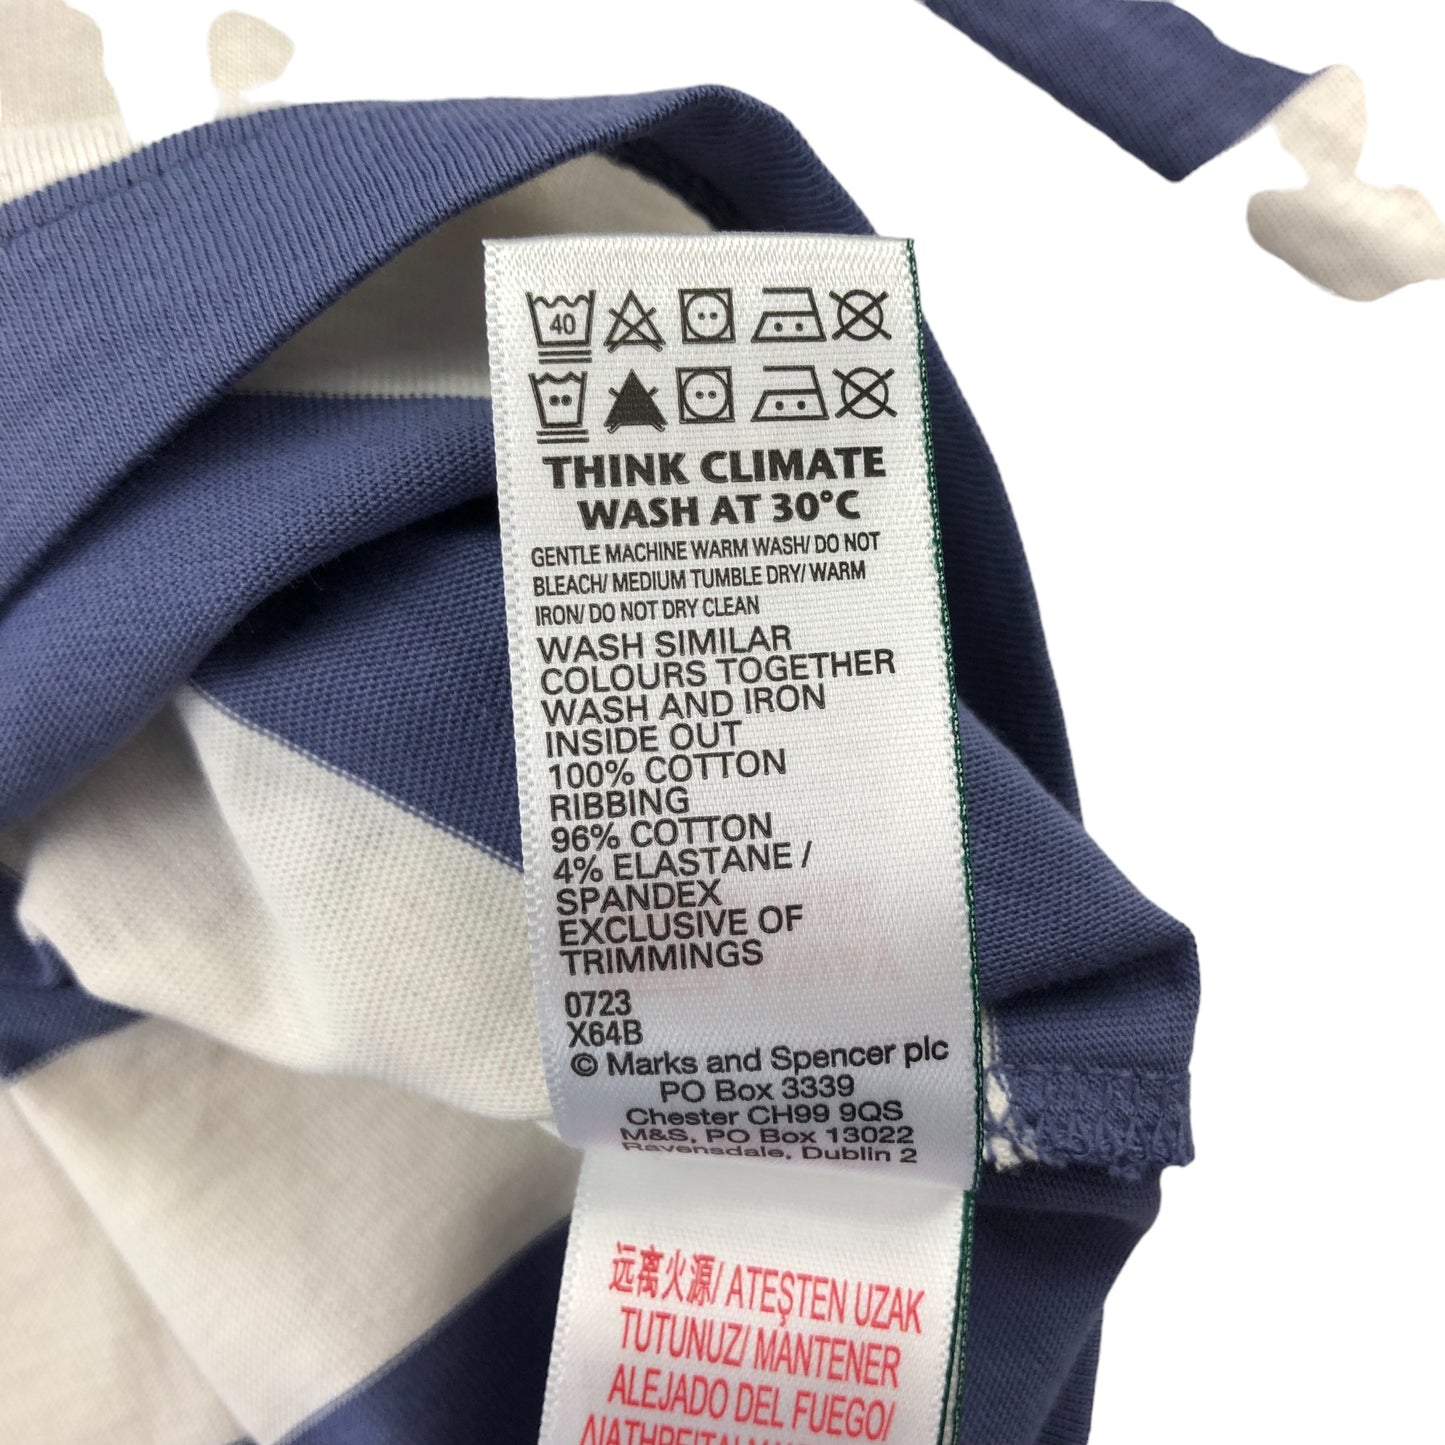 40
THINK CLIMATE
WASH AT 30°C
GENTLE MACHINE WARM WASH/ DO NOT
BLEACH/ MEDIUM TUMBLE DRY/ WARM
IRON/ DO NOT DRY CLEAN
WASH SIMILAR
COLOURS TOGETHER
WASH AND IRON
INSIDE OUT
100% COTTON
RIBBING
96% COTTON
4% ELASTANE /
SPANDEX
EXCLUSIVE OF
TRIMMINGS
0723
X64B
© Marks and Spencer plc
PO Box 3339
Chester CH99 9QS
M&S, PO Box 13022
Ravensdale, Dublin 2
远离火源/ ATEŞTEN UZAK
TUTUNUZ/ MANTENER
ALEJADO DEL FUEGO/